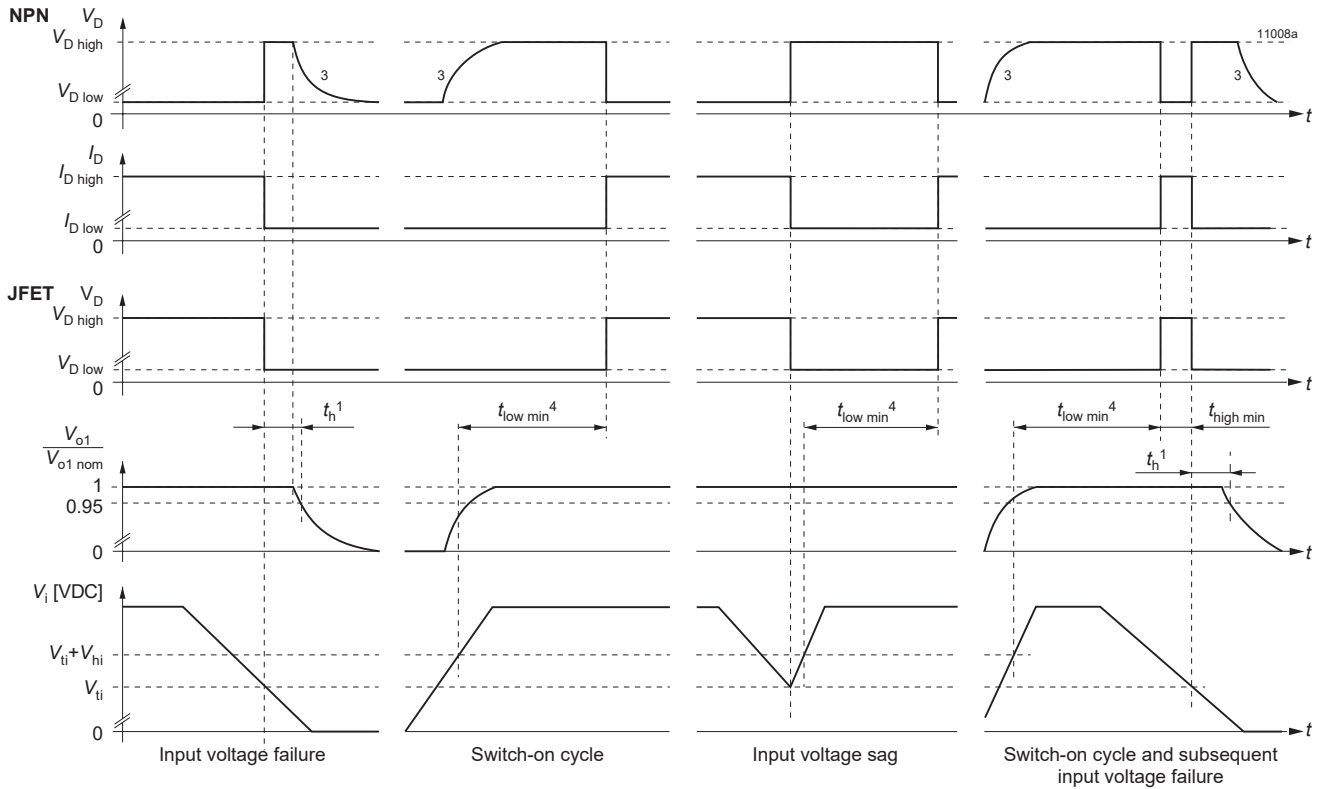 NPN V_D
11008a
V_D high
3
3
3
3
V_D low
0
t
I_D
I_D high
I_D low
0
t
JFET V_D
V_D high
V_D low
0
t
t_h^1
t_low min^4
t_low min^4
t_low min^4
t_high min
V_o1
V_o1 nom
t_h^1
1
0.95
0
t
V_i [VDC]
V_ti+V_hi
V_ti
0
t
Input voltage failure
Switch-on cycle
Input voltage sag
Switch-on cycle and subsequent
input voltage failure